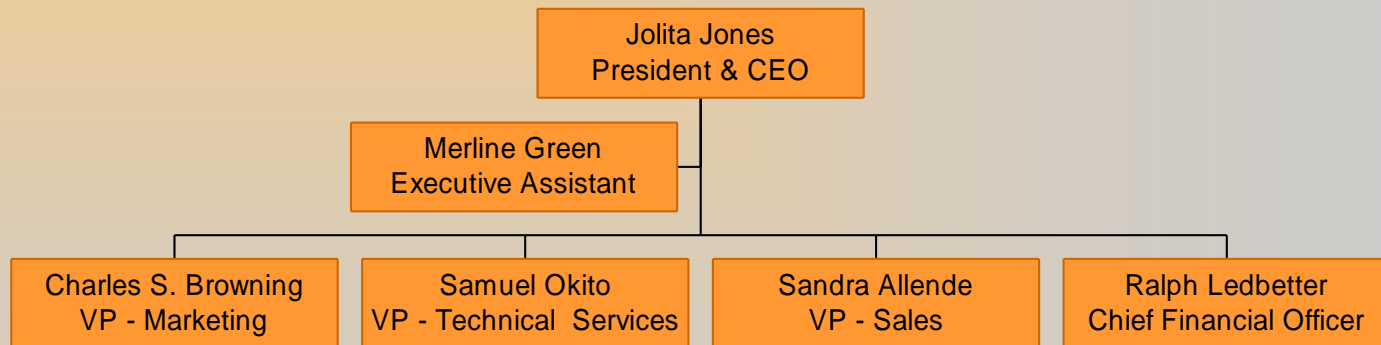 Jolita Jones
President & CEO
Merline Green
Executive Assistant
Charles S. Browning
VP - Marketing
Samuel Okito
VP - Technical Services
Sandra Allende
VP - Sales
Ralph Ledbetter
Chief Financial Officer